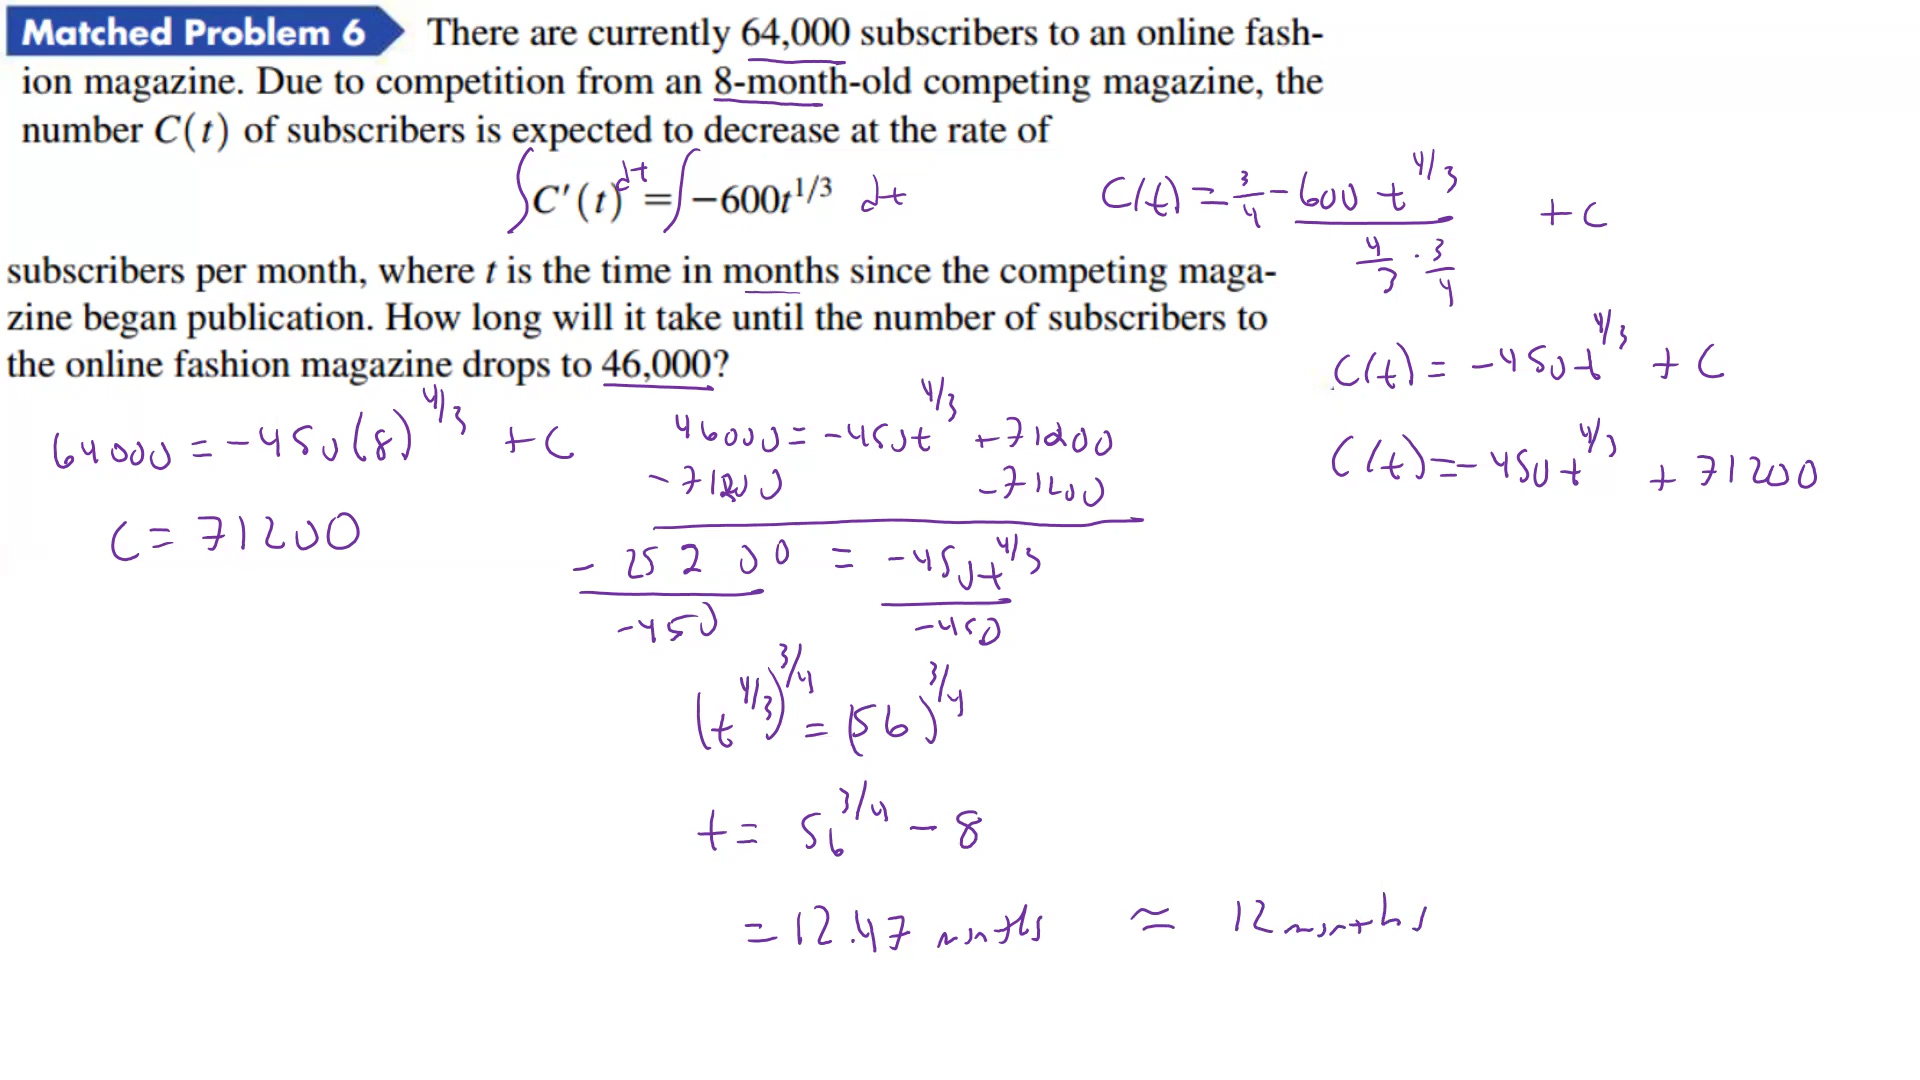 Matched Problem 6 There are currently 64,000 subscribers to an online fash-
ion magazine. Due to competition from an 8-month-old competing magazine, the
number C(t) of subscribers is expected to decrease at the rate of
∫C'(t) dt = ∫−600t^{1/3} dt
subscribers per month, where t is the time in months since the competing maga-
zine began publication. How long will it take until the number of subscribers to
the online fashion magazine drops to 46,000?
C(t) = 3/4 · −600 t^{4/3} / (4/3 · 3/4) + C
C(t) = −450t^{4/3} + C
C(t) = −450t^{4/3} + 71200
64000 = −450(8)^{4/3} + C
C = 71200
46000 = −450t^{4/3} + 71200
−71200 −71200
−25200 = −450t^{4/3}
−450 −450
(t^{4/3})^{3/4} = (56)^{3/4}
t = 56^{3/4} − 8
= 12.47 months ≈ 12 months